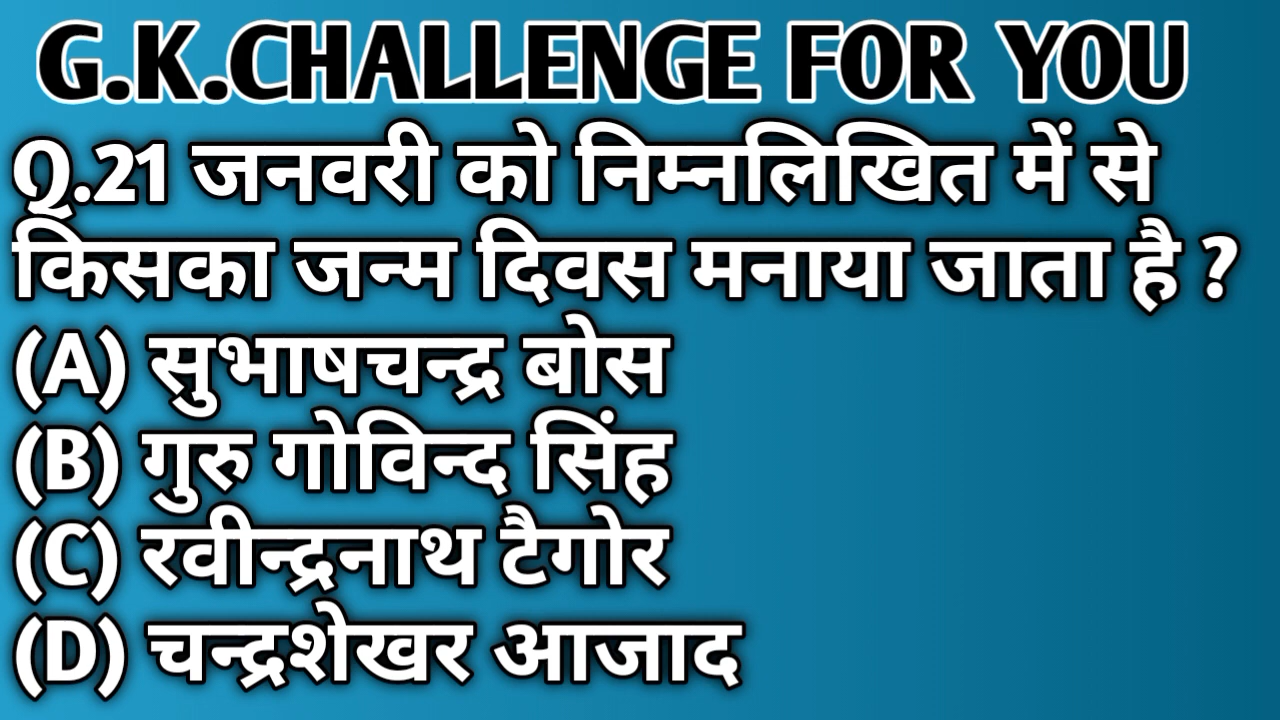 G.K.CHALLENGE FOR YOU
Q.21 जनवरी को निम्नलिखित में से
किसका जन्म दिवस मनाया जाता है ?
(A) सुभाषचन्द्र बोस
(B) गुरु गोविन्द सिंह
(C) रवीन्द्रनाथ टैगोर
(D) चन्द्रशेखर आजाद